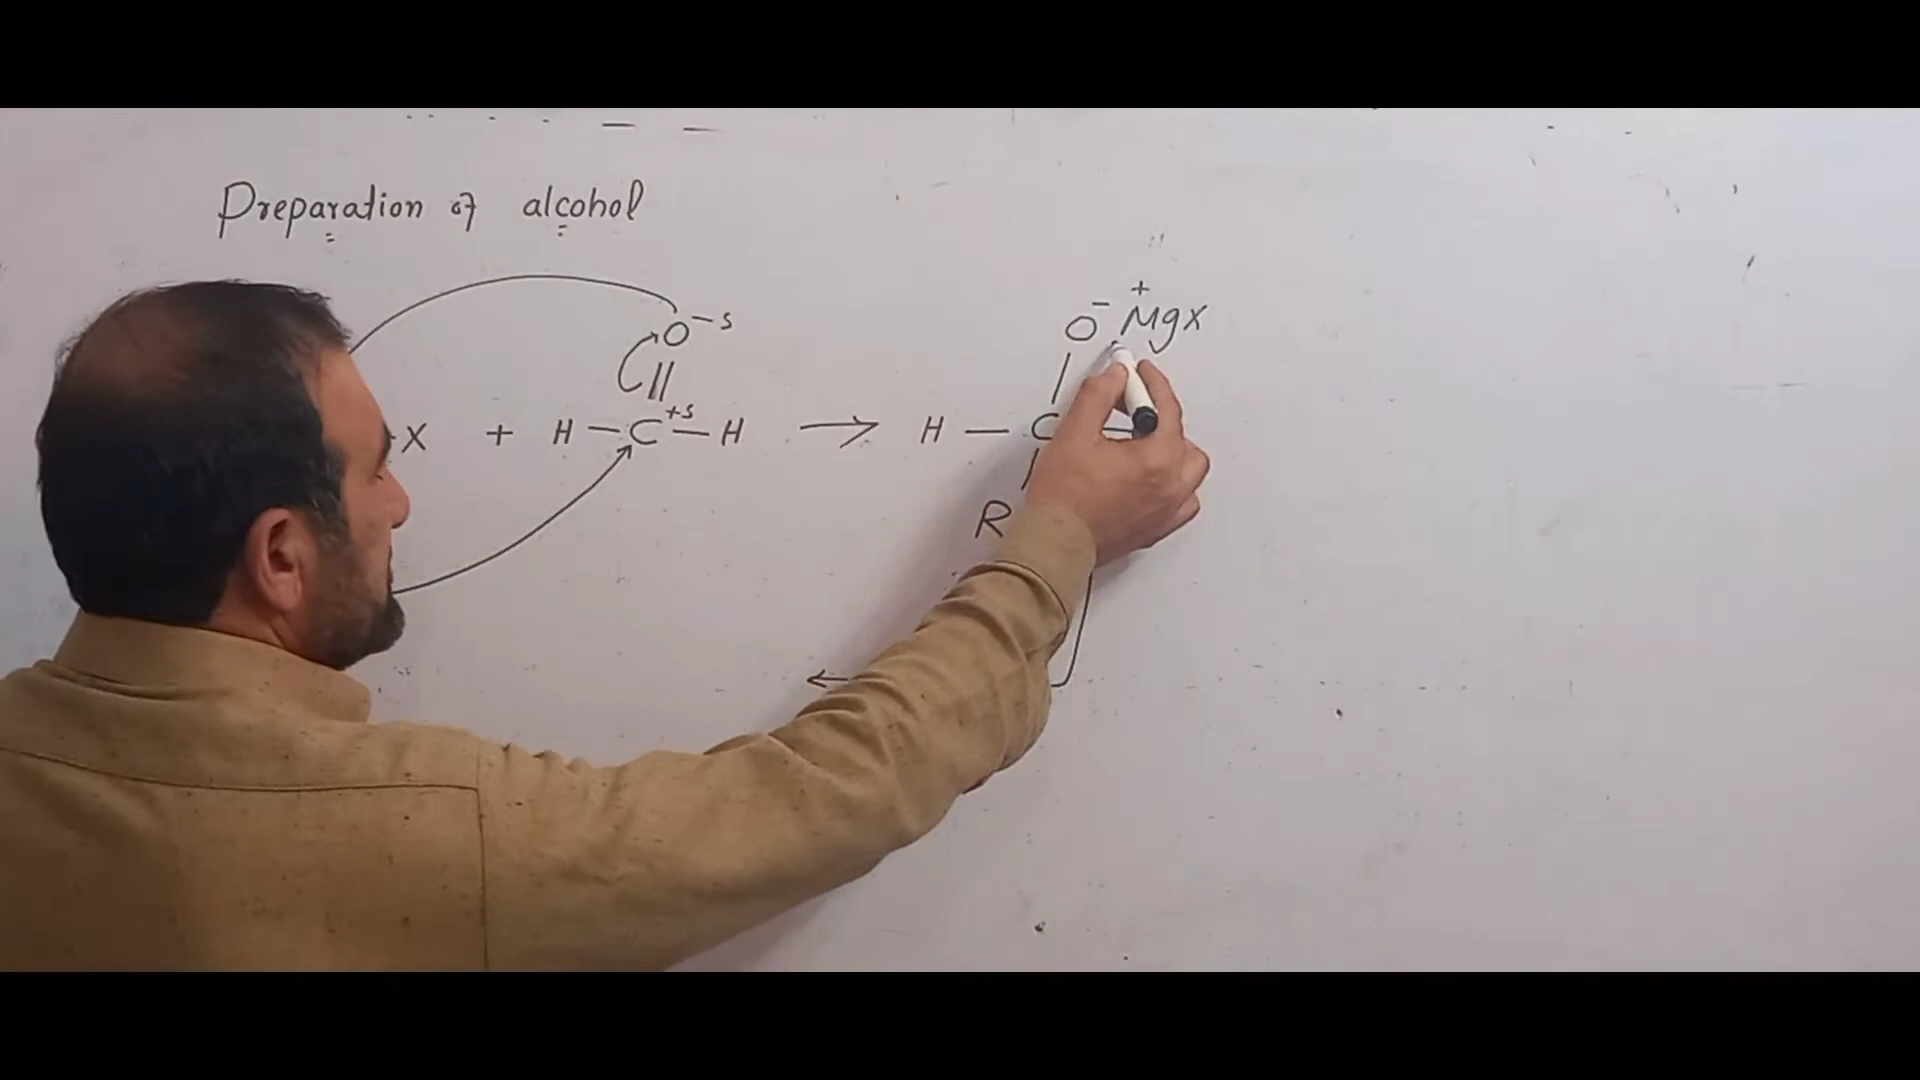 Preparation of alcohol
O⁻ˢ O⁻ ⁺Mgx
X + H — C⁺ˢ — H → H — C —
R